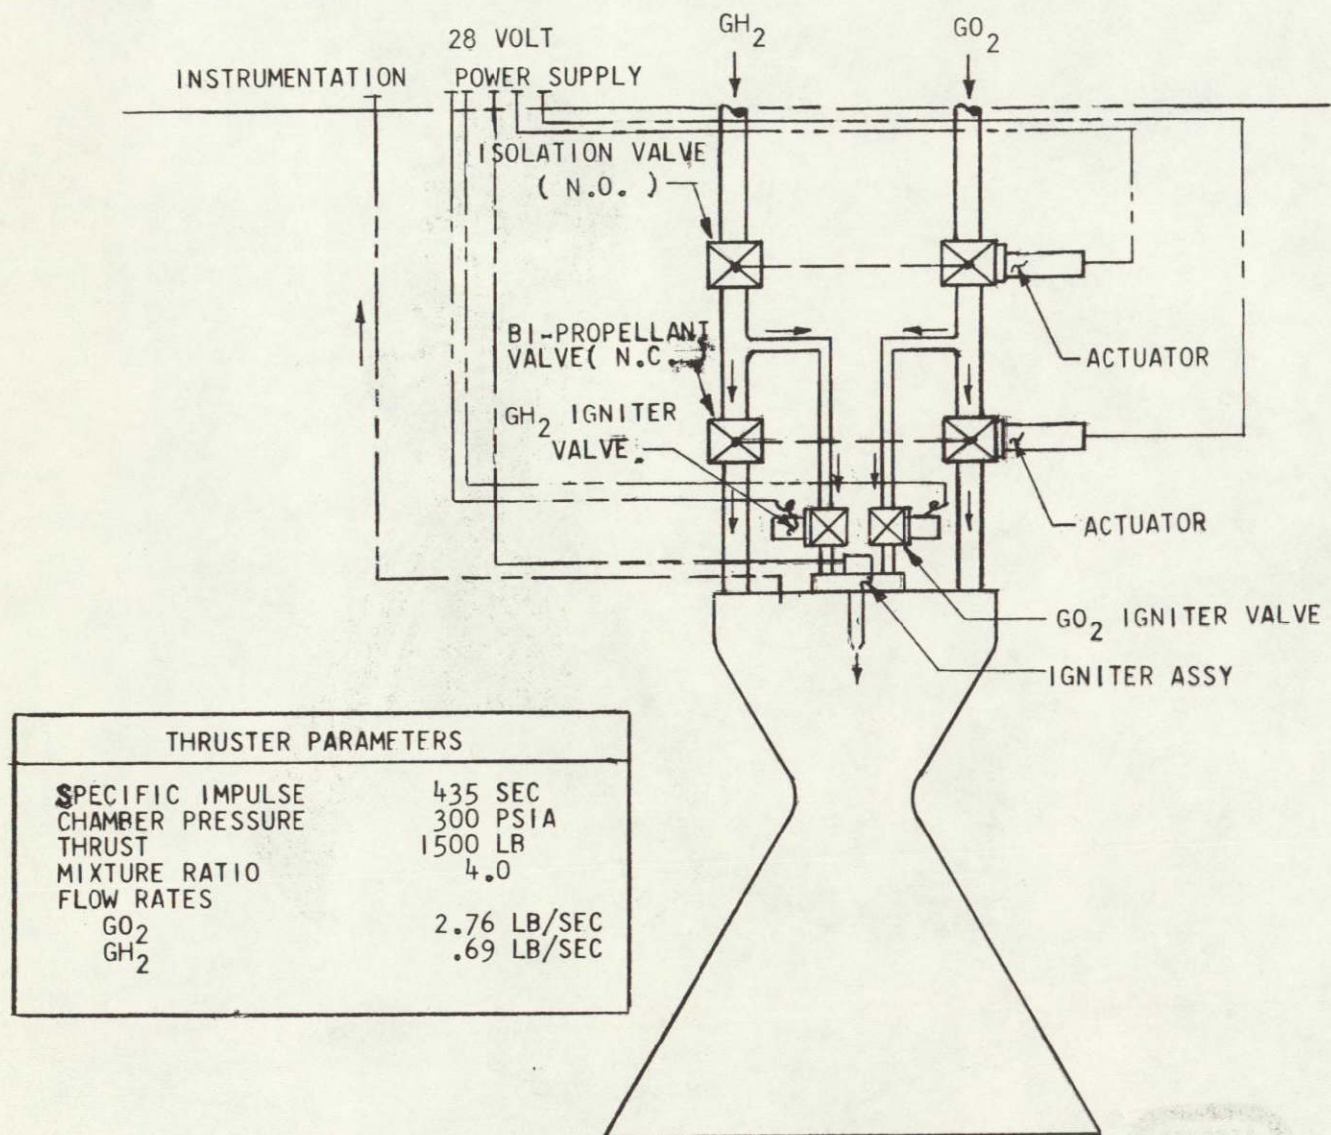 28 VOLT
INSTRUMENTATION
POWER SUPPLY
GH2
GO2
ISOLATION VALVE
( N.O. )
BI-PROPELLANT
VALVE( N.C. )
GH2 IGNITER
VALVE
ACTUATOR
ACTUATOR
GO2 IGNITER VALVE
IGNITER ASSY
THRUSTER PARAMETERS
SPECIFIC IMPULSE 435 SEC
CHAMBER PRESSURE 300 PSIA
THRUST 1500 LB
MIXTURE RATIO 4.0
FLOW RATES
GO2 2.76 LB/SEC
GH2 .69 LB/SEC